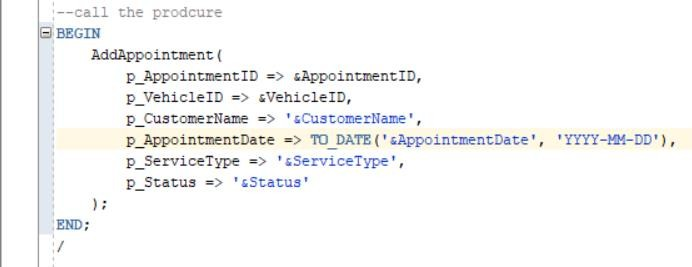 --call the prodcure
BEGIN
AddAppointment(
p_AppointmentID => &AppointmentID,
p_VehicleID => &VehicleID,
p_CustomerName => '&CustomerName',
p_AppointmentDate => TO_DATE('&AppointmentDate', 'YYYY-MM-DD'),
p_ServiceType => '&ServiceType',
p_Status => '&Status'
);
END;
/